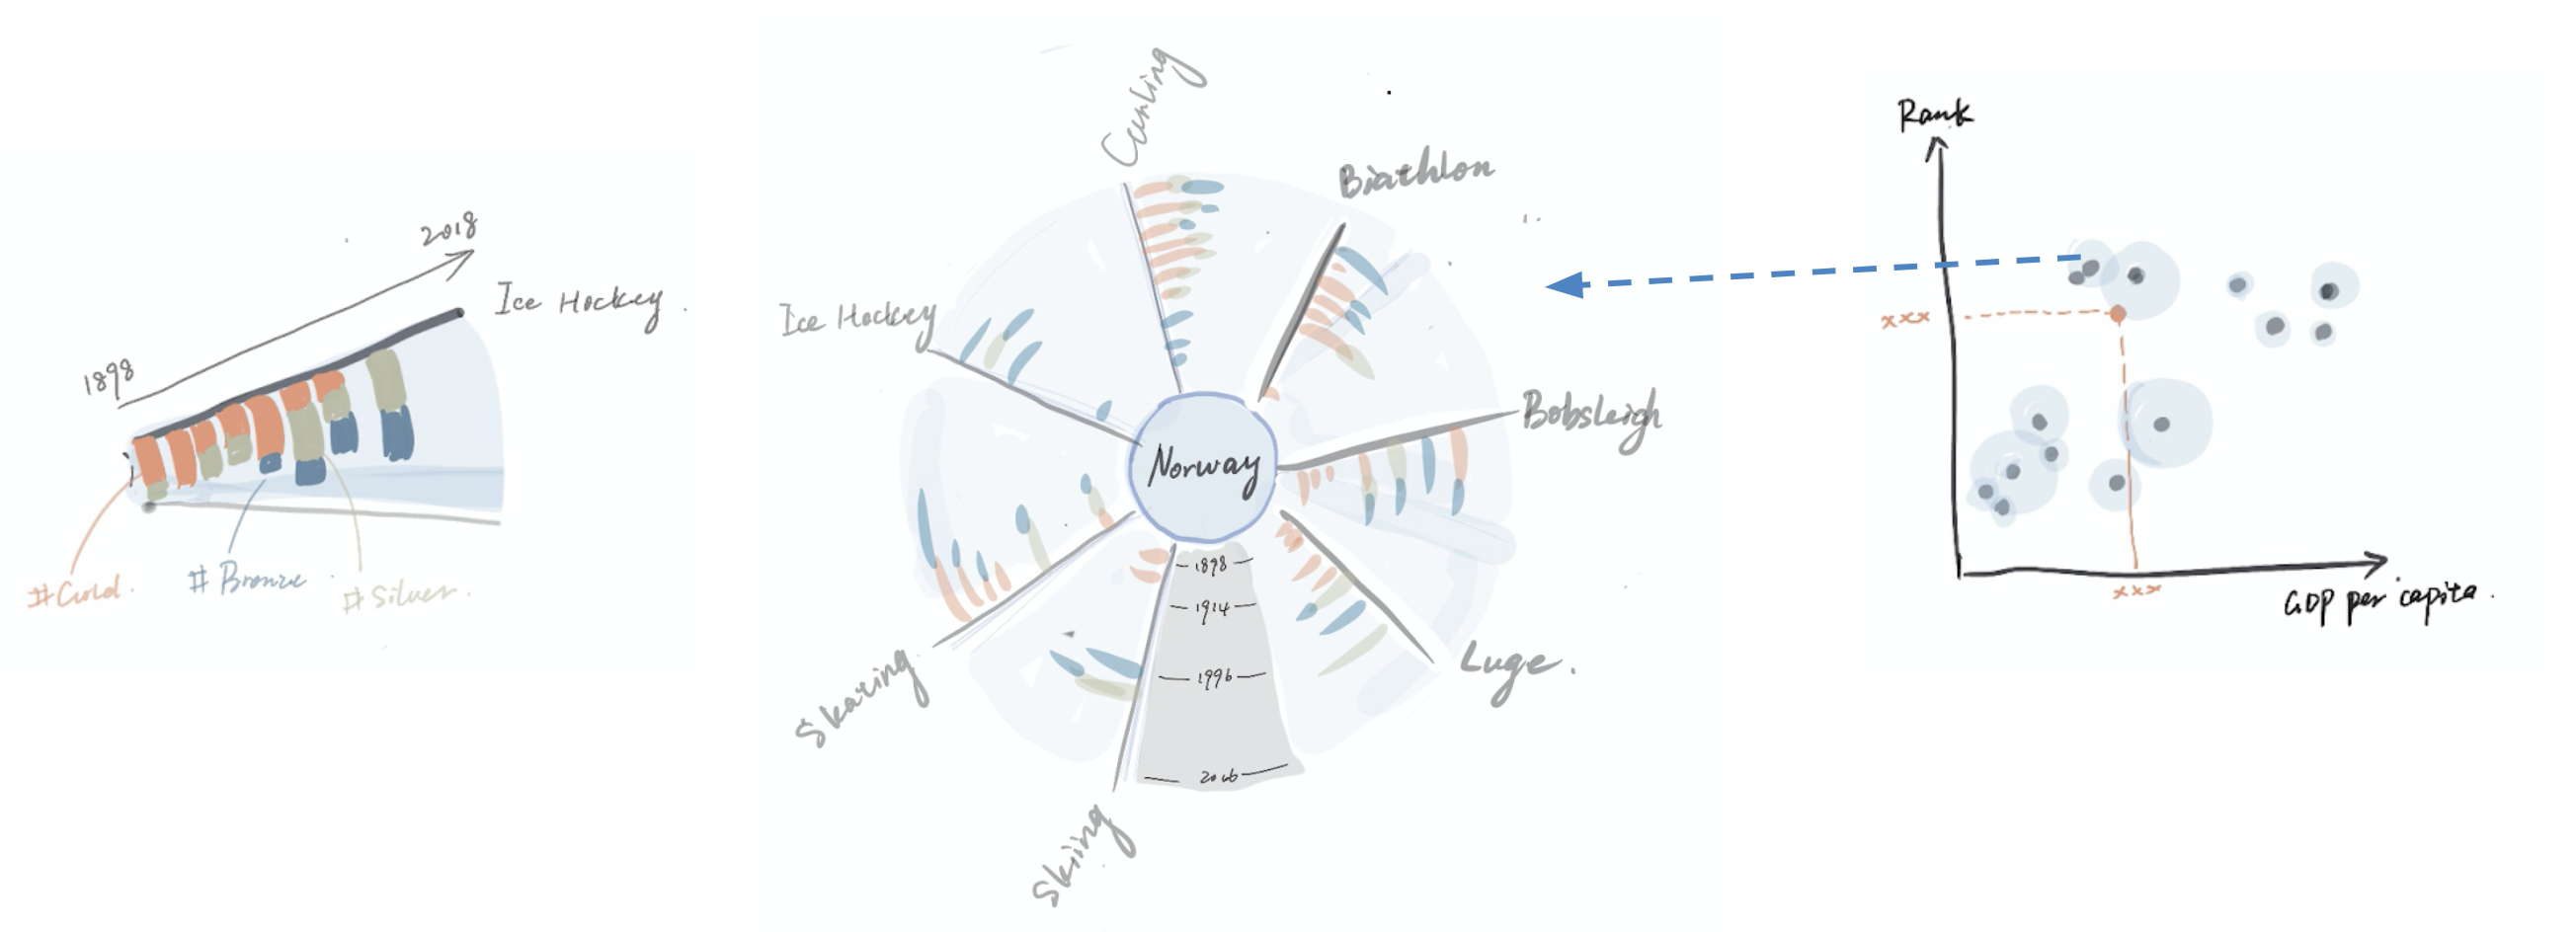 1898
2018
Ice Hockey.
#Gold.
# Bronze
# Silver.
Curling
Biathlon
Ice Hockey
Bobsleigh
Norway
Skating
Luge.
Skiing
1898
1914
1996
2006
Rank
xxx
xxx
GDP per capita.